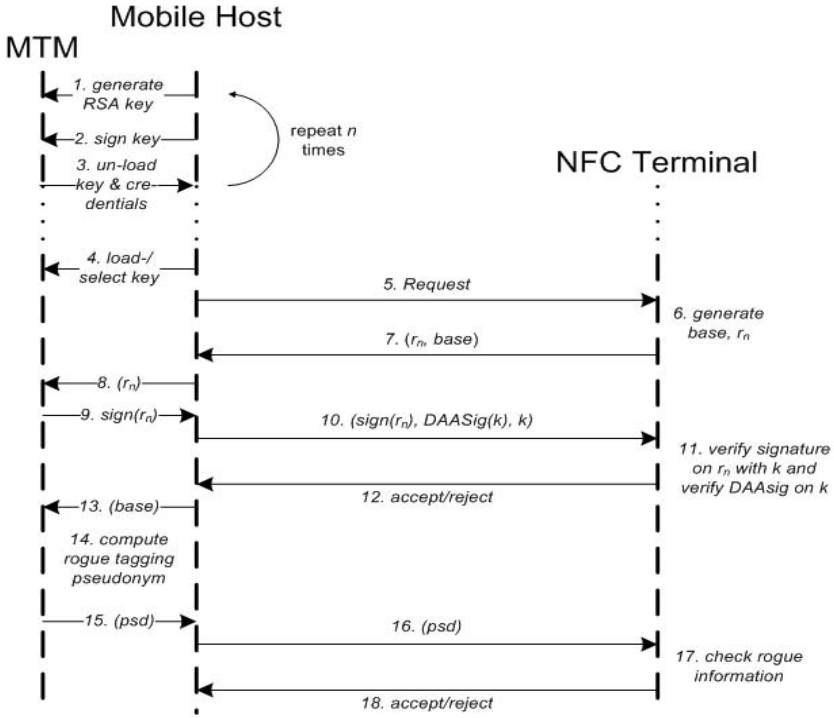 Mobile Host
MTM
1. generate
RSA key
2. sign key
repeat n
times
3. un-load
key & cre-
dentials
NFC Terminal
4. load-/
select key
5. Request
6. generate
base, rₙ
7. (rₙ, base)
8. (rₙ)
9. sign(rₙ)
10. (sign(rₙ), DAASig(k), k)
11. verify signature
on rₙ with k and
verify DAAsig on k
12. accept/reject
13. (base)
14. compute
rogue tagging
pseudonym
15. (psd)
16. (psd)
17. check rogue
information
18. accept/reject